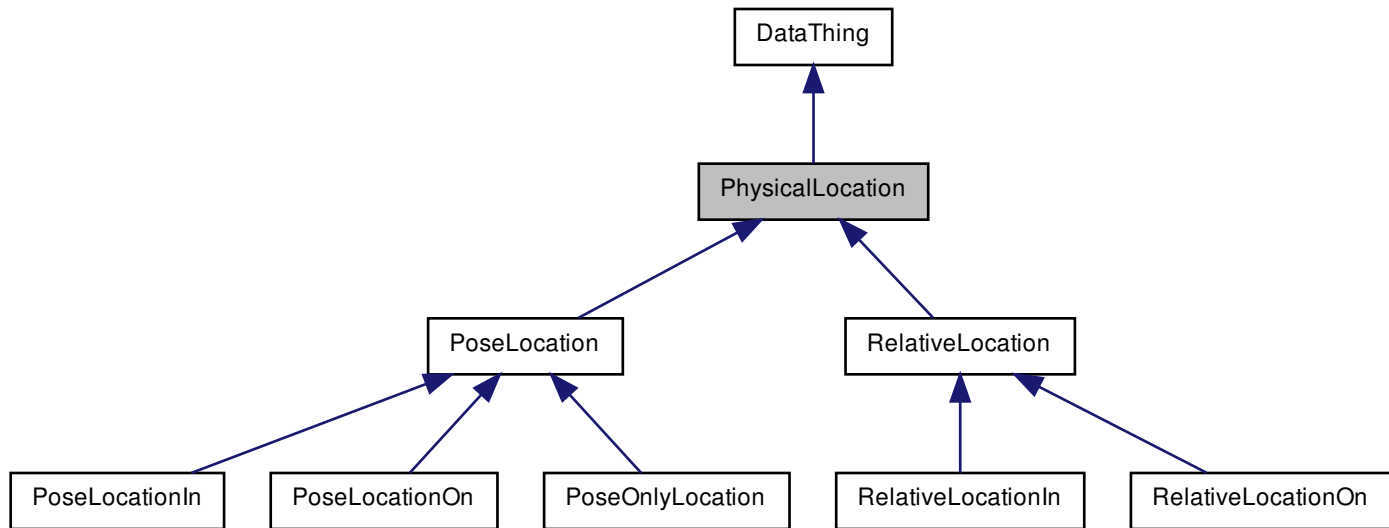 DataThing
PhysicalLocation
PoseLocation
RelativeLocation
PoseLocationIn
PoseLocationOn
PoseOnlyLocation
RelativeLocationIn
RelativeLocationOn